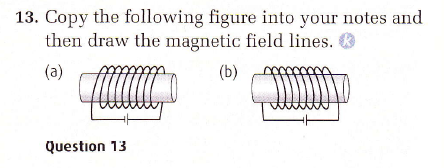 13. Copy the following figure into your notes and
then draw the magnetic field lines. k
(a) (b)
Question 13